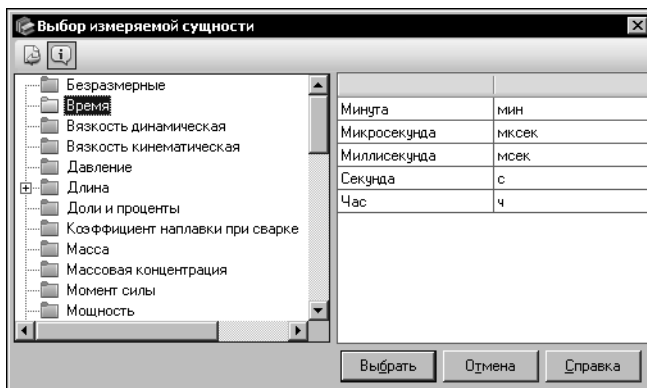 Выбор измеряемой сущности
Безразмерные
Время
Вязкость динамическая
Вязкость кинематическая
Давление
Длина
Доли и проценты
Коэффициент наплавки при сварке
Масса
Массовая концентрация
Момент силы
Мощность
Минута мин
Микросекунда мксек
Миллисекунда мсек
Секунда с
Час ч
Выбрать Отмена Справка